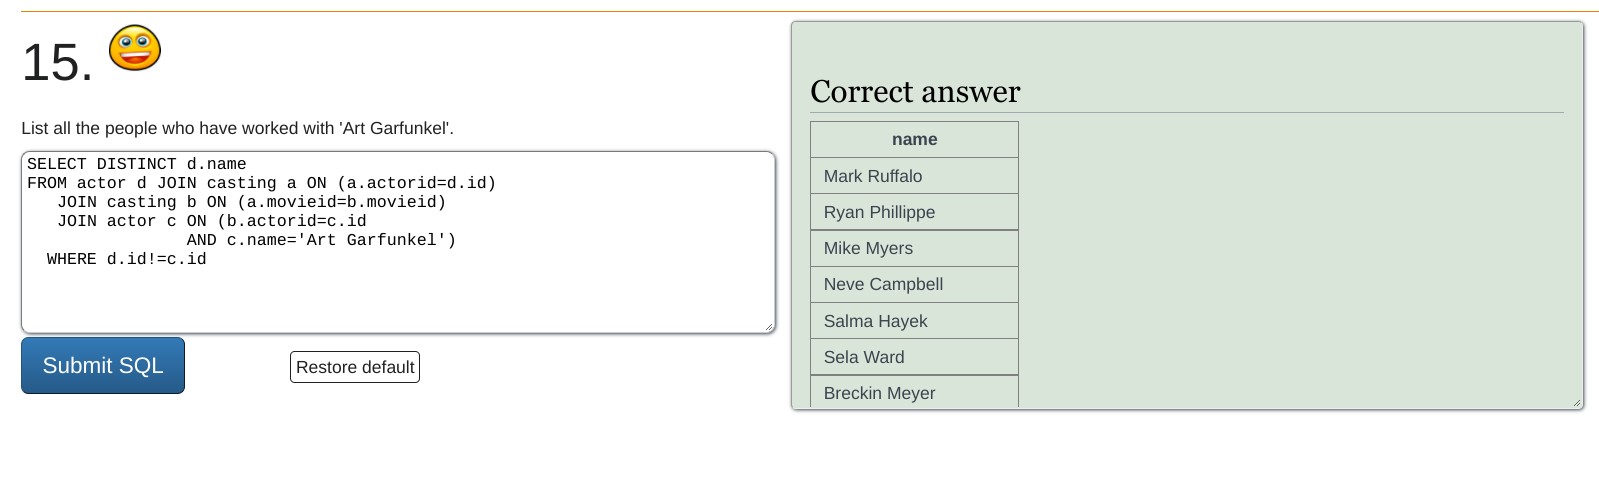 15.
List all the people who have worked with 'Art Garfunkel'.
SELECT DISTINCT d.name
FROM actor d JOIN casting a ON (a.actorid=d.id)
   JOIN casting b ON (a.movieid=b.movieid)
   JOIN actor c ON (b.actorid=c.id
                AND c.name='Art Garfunkel')
  WHERE d.id!=c.id
Submit SQL
Restore default
Correct answer
name
Mark Ruffalo
Ryan Phillippe
Mike Myers
Neve Campbell
Salma Hayek
Sela Ward
Breckin Meyer